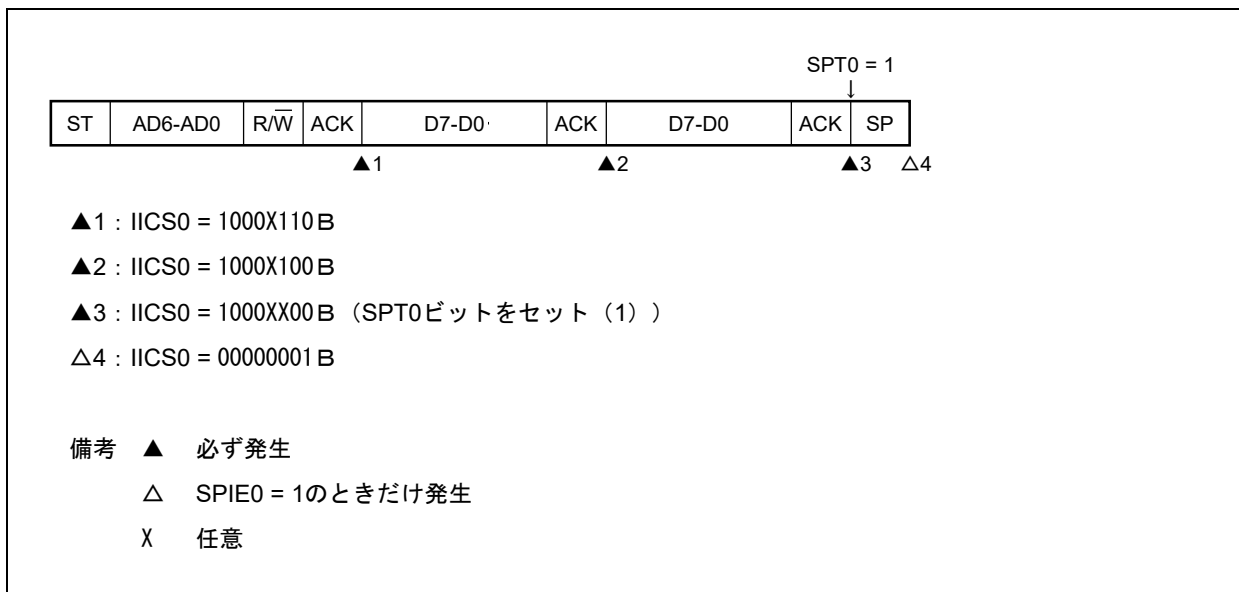 SPT0 = 1
↓
ST AD6-AD0 R/W̅ ACK D7-D0 ACK D7-D0 ACK SP
▲1 ▲2 ▲3 △4
▲1：IICS0 = 1000X110B
▲2：IICS0 = 1000X100B
▲3：IICS0 = 1000XX00B（SPT0ビットをセット（1））
△4：IICS0 = 00000001B
備考 ▲ 必ず発生
△ SPIE0 = 1のときだけ発生
X 任意